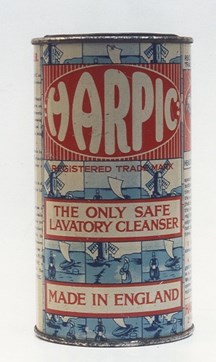 HARPIC
REGISTERED TRADE MARK
THE ONLY SAFE
LAVATORY CLEANSER
MADE IN ENGLAND